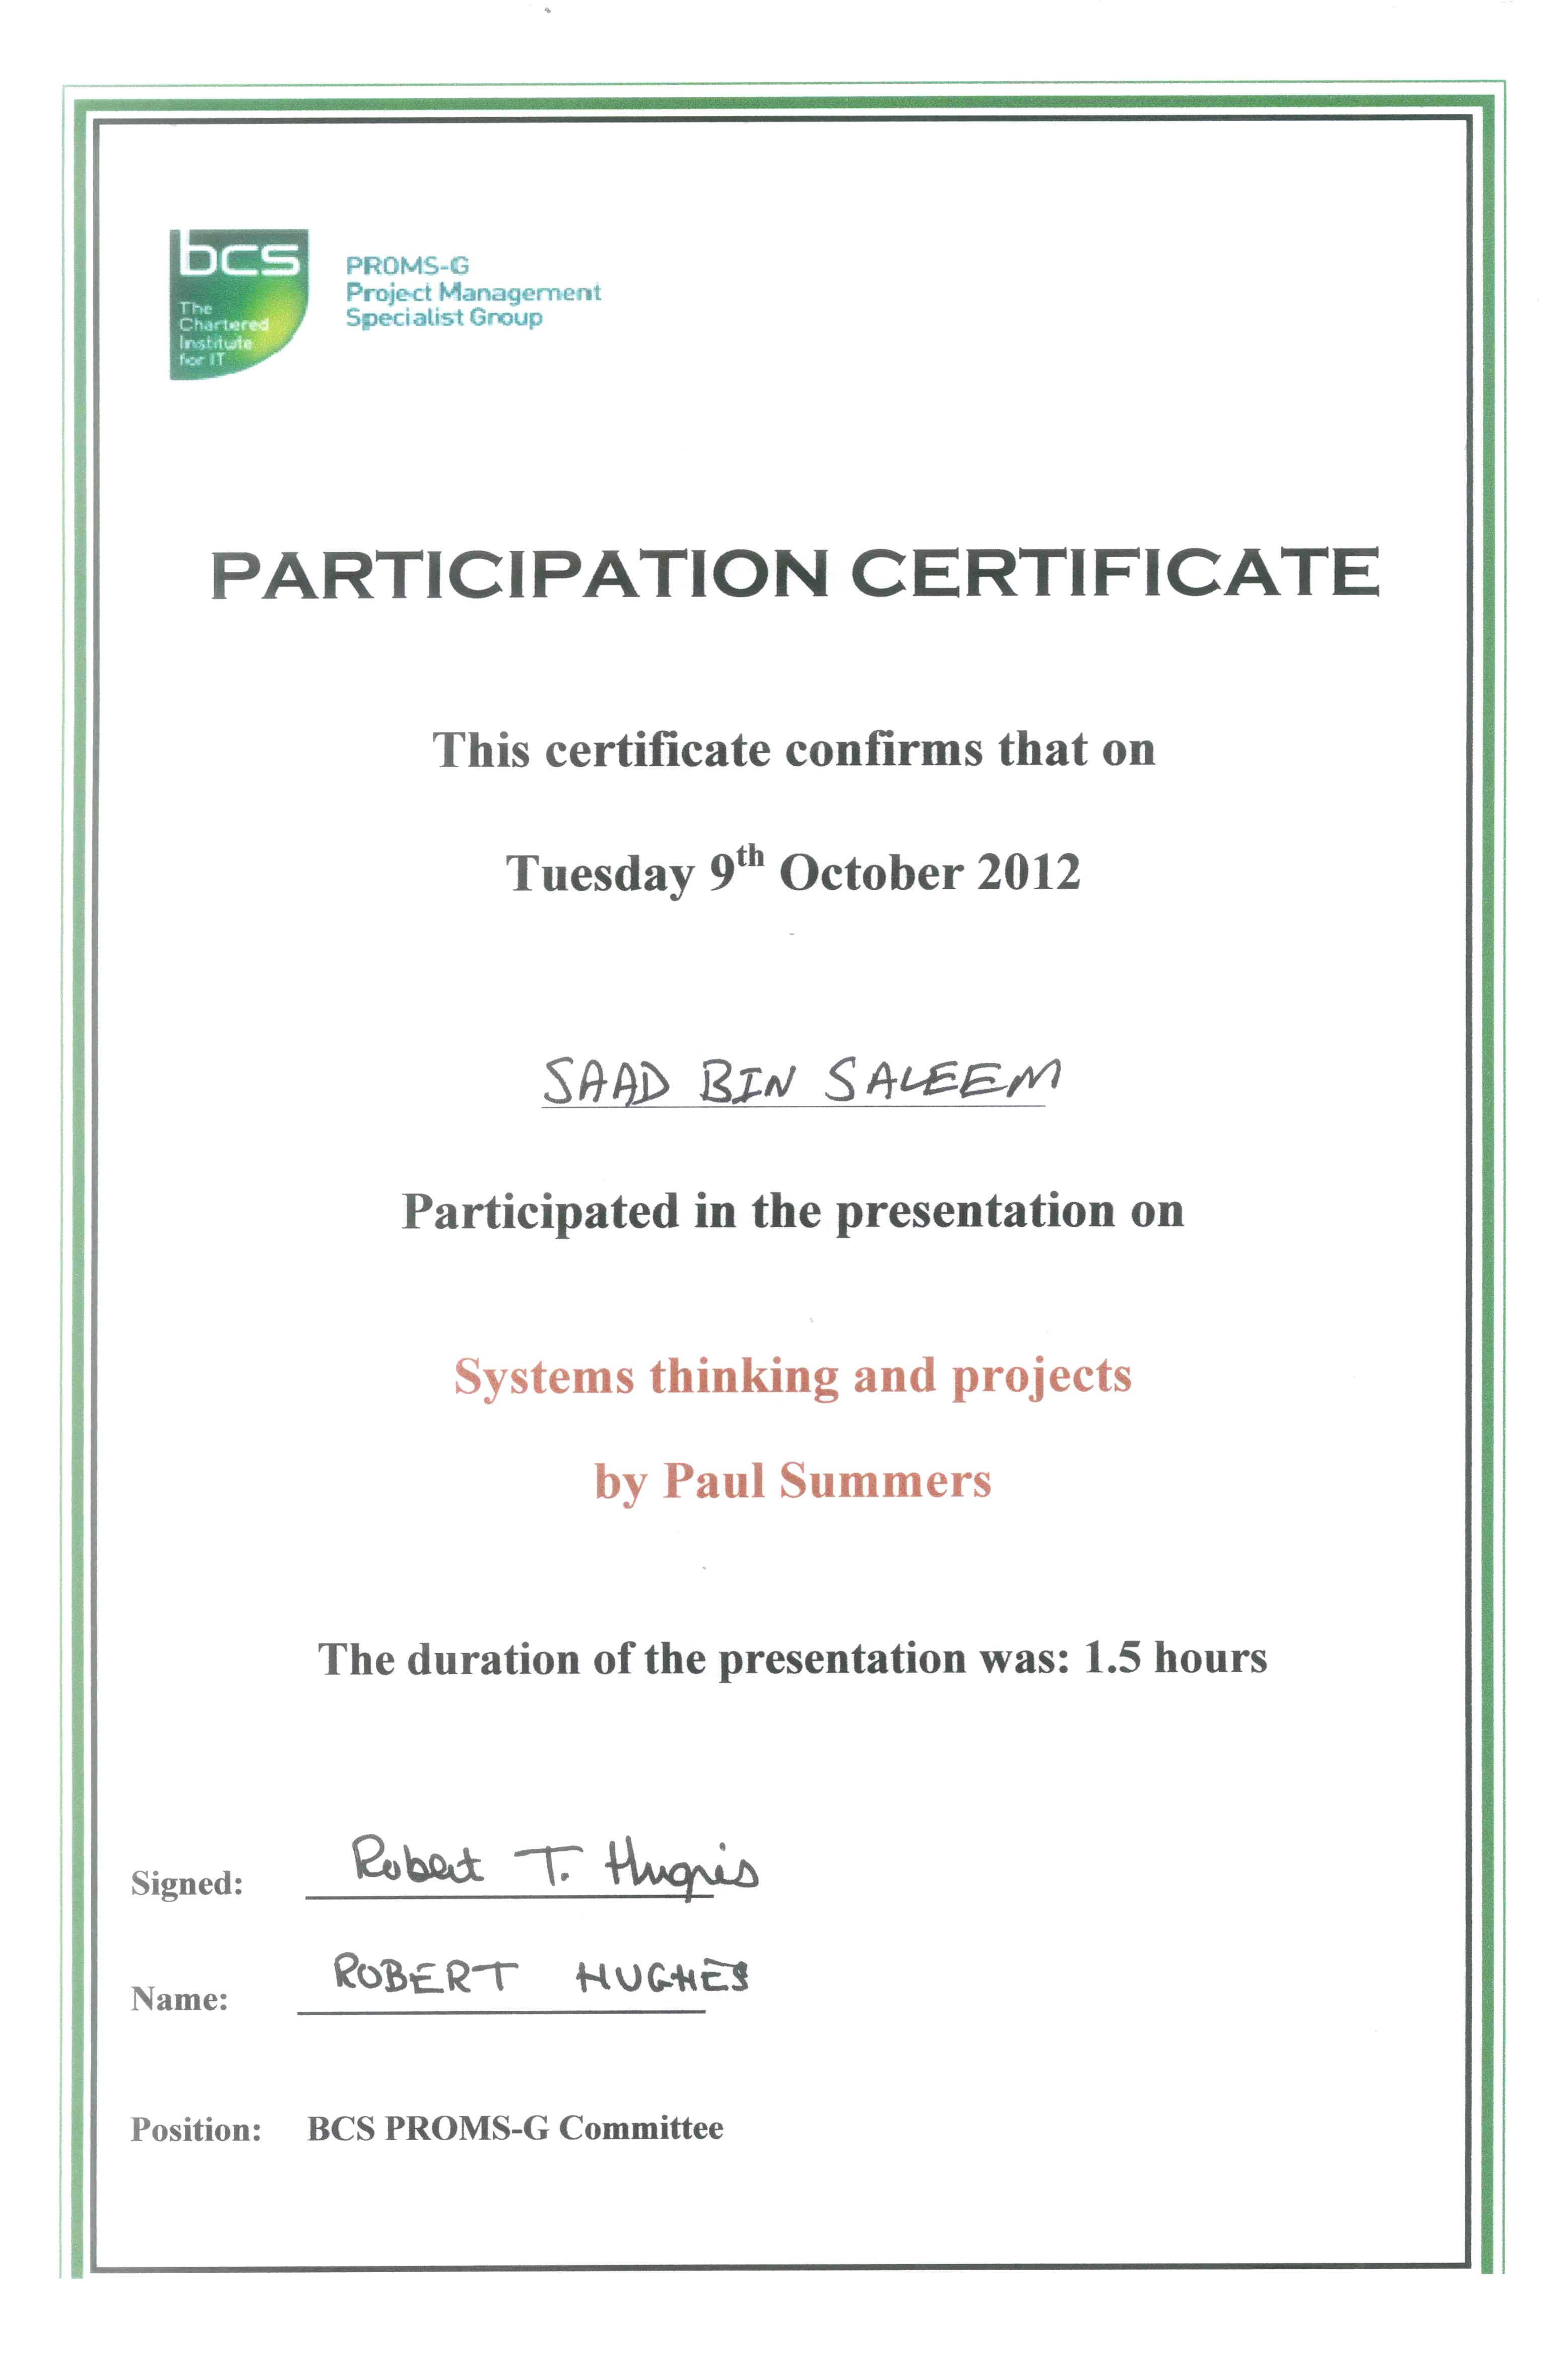 bcs
The
Chartered
Institute
for IT
PROMS-G
Project Management
Specialist Group
PARTICIPATION CERTIFICATE
This certificate confirms that on
Tuesday 9th October 2012
SAAD BIN SALEEM
Participated in the presentation on
Systems thinking and projects
by Paul Summers
The duration of the presentation was: 1.5 hours
Signed: Robert T. Hughes
Name: ROBERT HUGHES
Position: BCS PROMS-G Committee